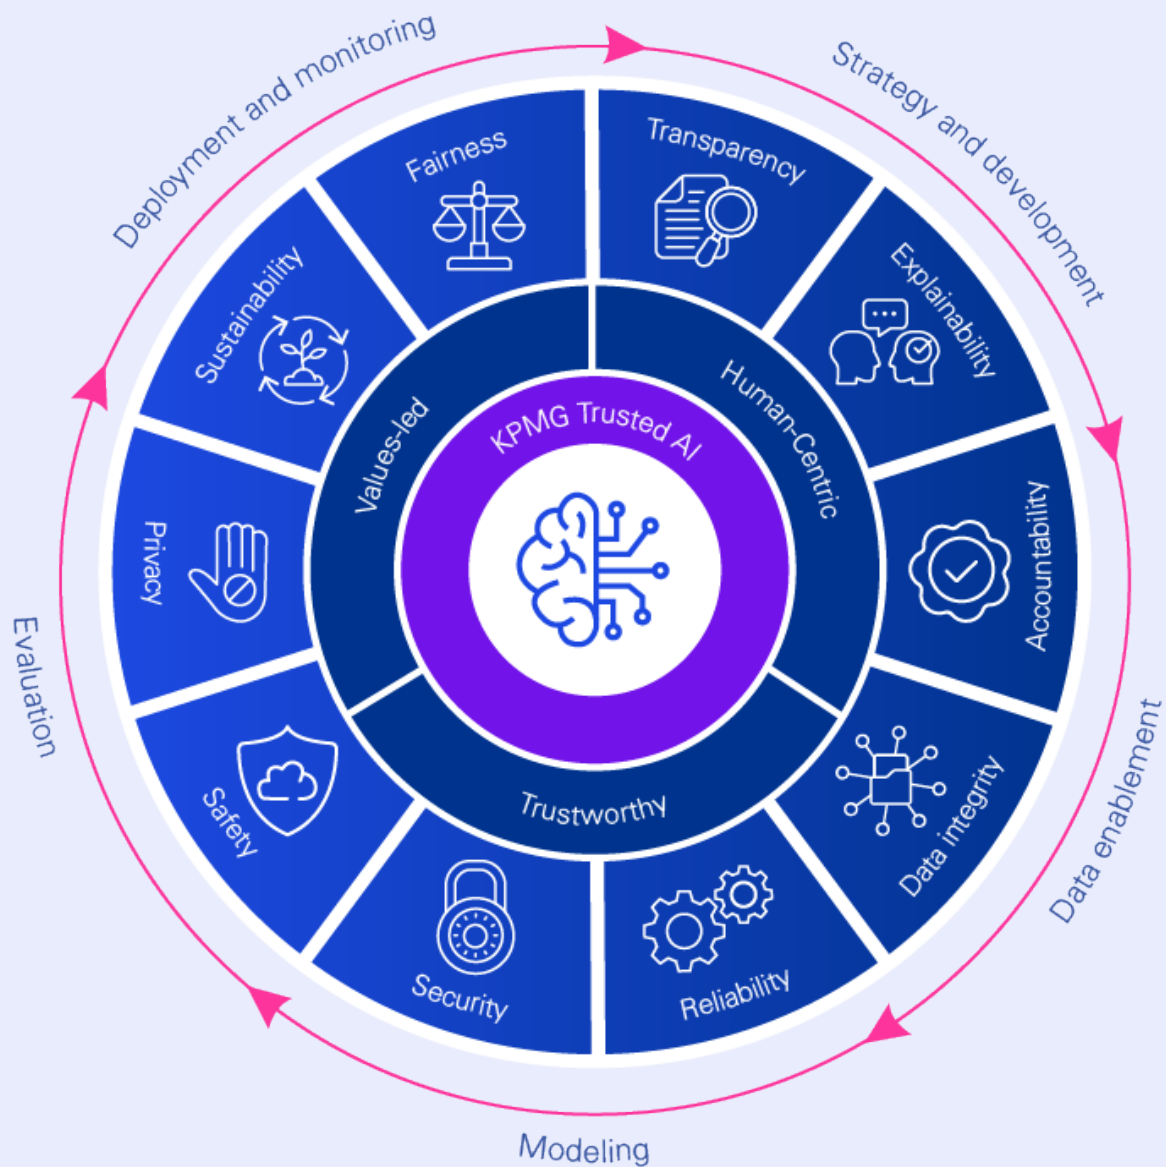 Deployment and monitoring
Strategy and development
Data enablement
Modeling
Evaluation
Fairness
Transparency
Explainability
Accountability
Data integrity
Reliability
Security
Safety
Privacy
Sustainability
Values-led
Human-Centric
Trustworthy
KPMG Trusted AI